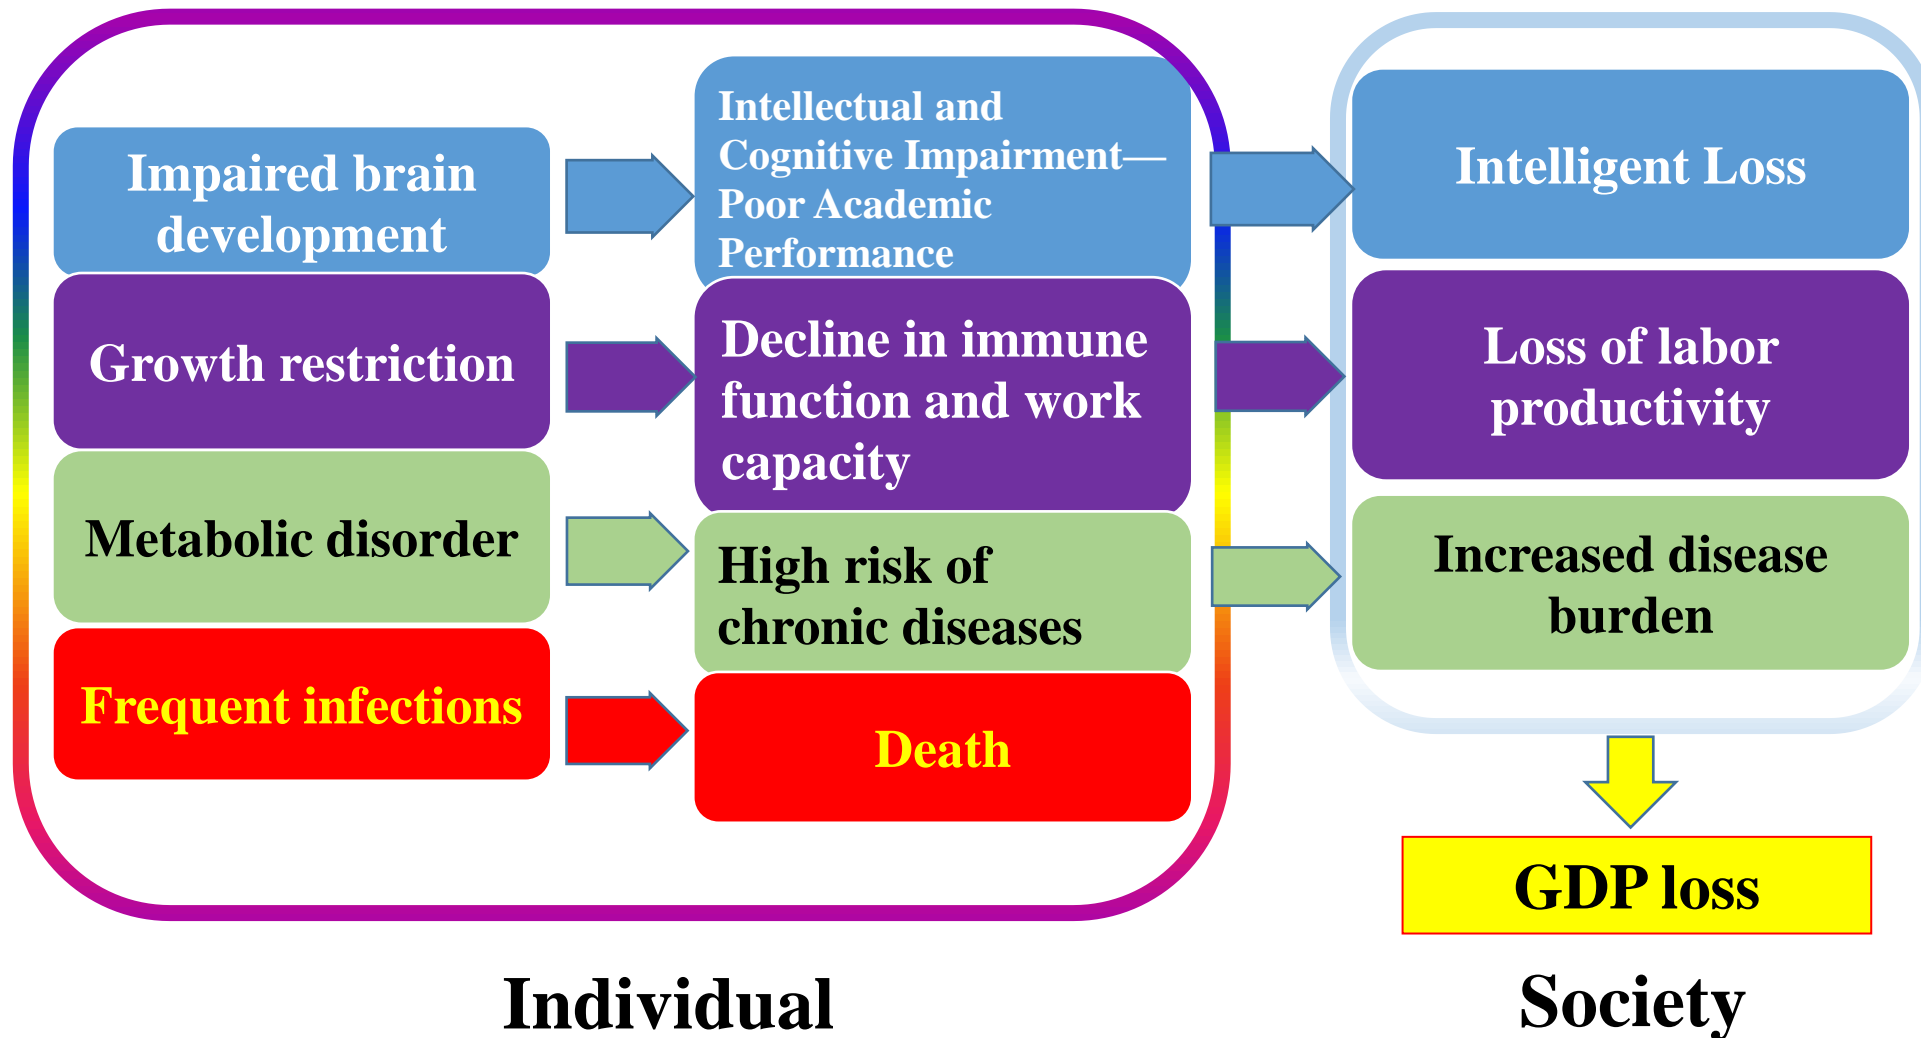 Impaired brain
development
Intellectual and
Cognitive Impairment—
Poor Academic
Performance
Intelligent Loss
Growth restriction
Decline in immune
function and work
capacity
Loss of labor
productivity
Metabolic disorder
High risk of
chronic diseases
Increased disease
burden
Frequent infections
Death
GDP loss
Individual
Society